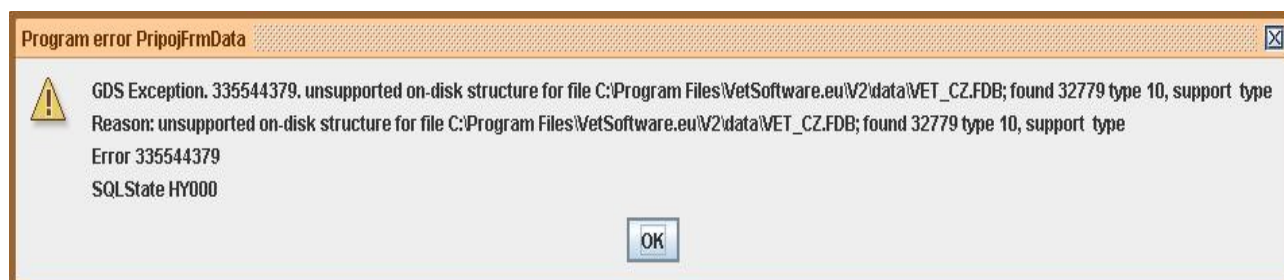 Program error PripojFrmData
GDS Exception. 335544379. unsupported on-disk structure for file C:\Program Files\VetSoftware.eu\V2\data\VET_CZ.FDB; found 32779 type 10, support  type
Reason: unsupported on-disk structure for file C:\Program Files\VetSoftware.eu\V2\data\VET_CZ.FDB; found 32779 type 10, support  type
Error 335544379
SQLState HY000
OK